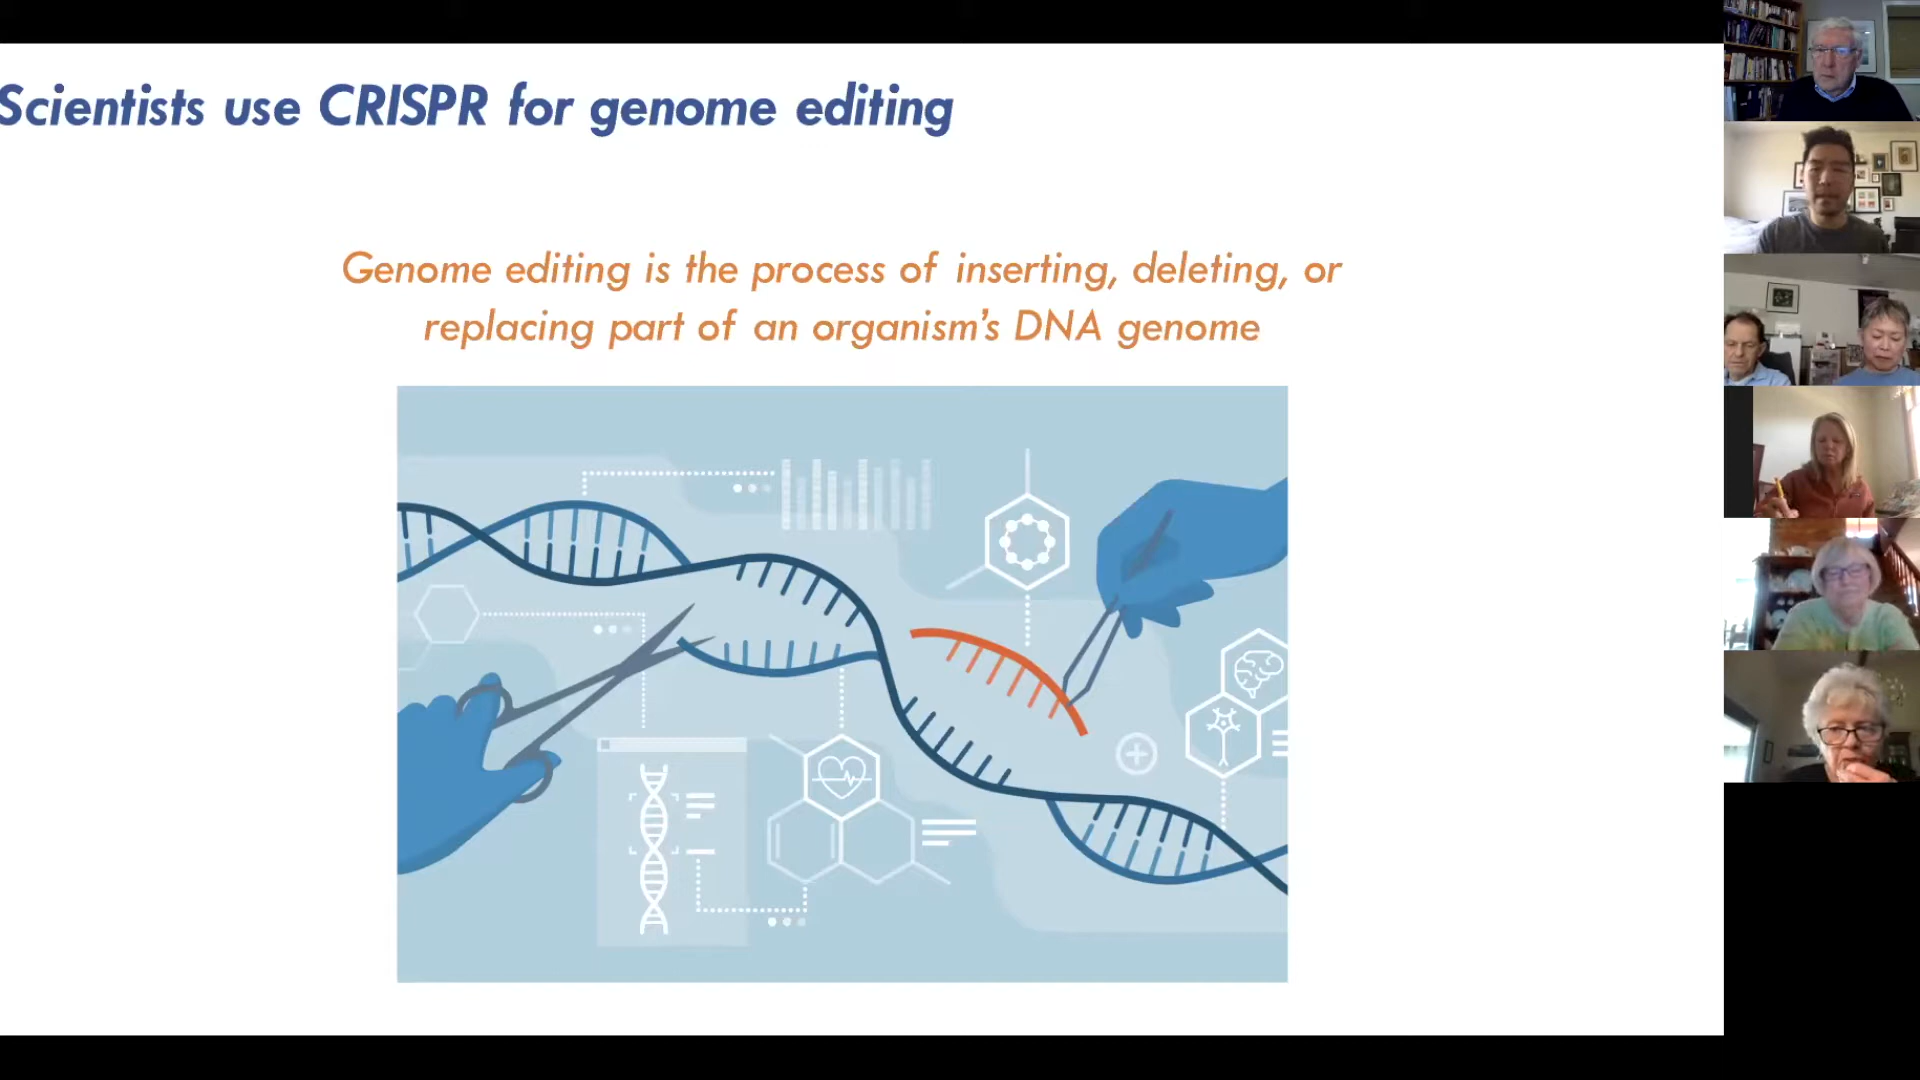 Scientists use CRISPR for genome editing
Genome editing is the process of inserting, deleting, or
replacing part of an organism’s DNA genome